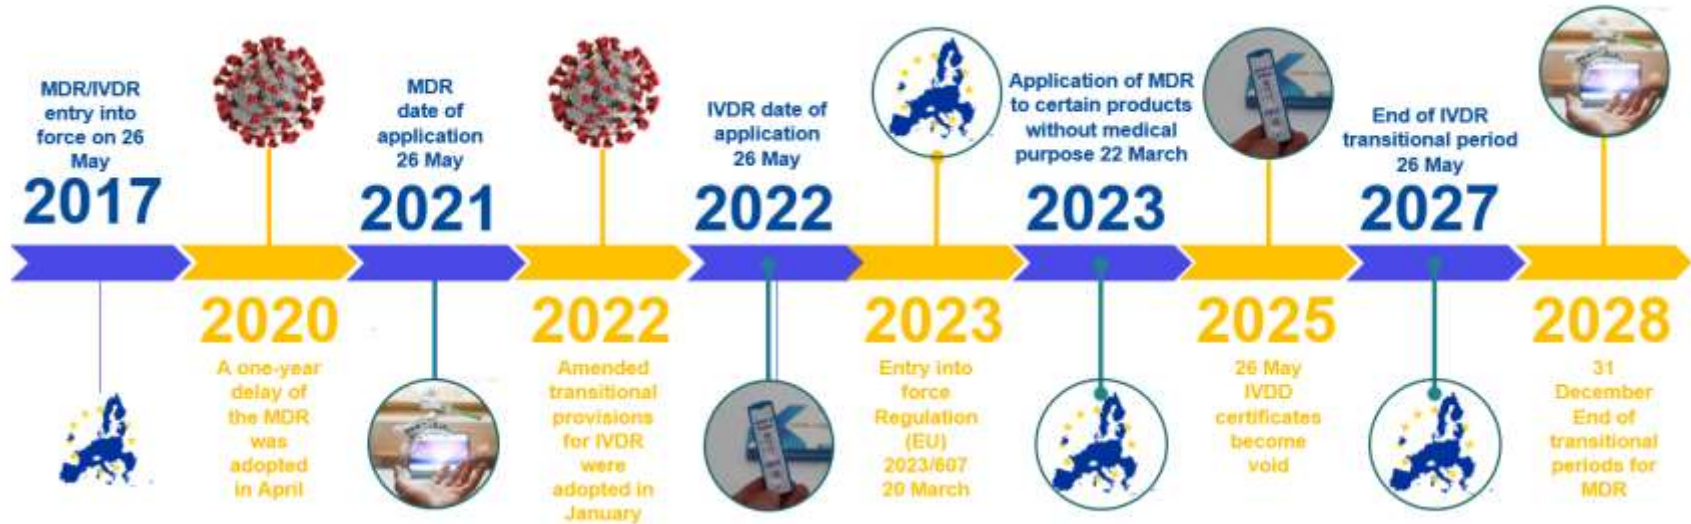 MDR/IVDR
entry into
force on 26
May
2017
2020
A one-year
delay of
the MDR
was
adopted
in April
MDR
date of
application
26 May
2021
2022
Amended
transitional
provisions
for IVDR
were
adopted in
January
IVDR date of
application
26 May
2022
2023
Entry into
force
Regulation
(EU)
2023/607
20 March
Application of MDR
to certain products
without medical
purpose 22 March
2023
2025
26 May
IVDD
certificates
become
void
End of IVDR
transitional period
26 May
2027
2028
31
December
End of
transitional
periods for
MDR